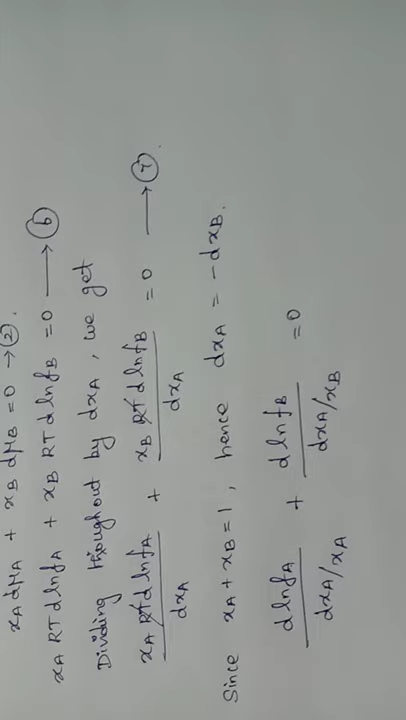 xA dμA + xB dμB = 0 → (2).
xA RT d ln fA + xB RT d ln fB = 0 → (6)
Dividing throughout by dxA, we get
xA RT d ln fA / dxA + xB RT d ln fB / dxA = 0 → (7).
Since xA + xB = 1, hence dxA = - dxB.
d ln fA / dxA/xA + d ln fB / dxA/xB = 0